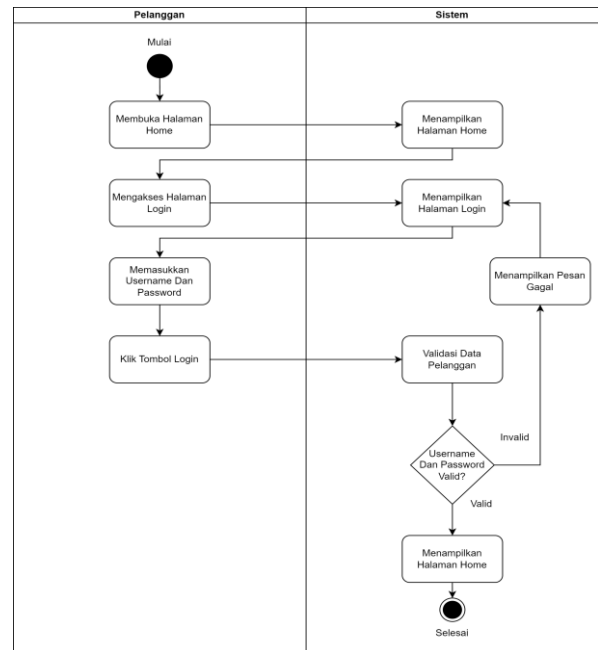 Pelanggan
Sistem
Mulai
Membuka Halaman
Home
Menampilkan
Halaman Home
Mengakses Halaman
Login
Menampilkan
Halaman Login
Memasukkan
Username Dan
Password
Menampilkan Pesan
Gagal
Klik Tombol Login
Validasi Data
Pelanggan
Username
Dan Password
Valid?
Invalid
Valid
Menampilkan
Halaman Home
Selesai